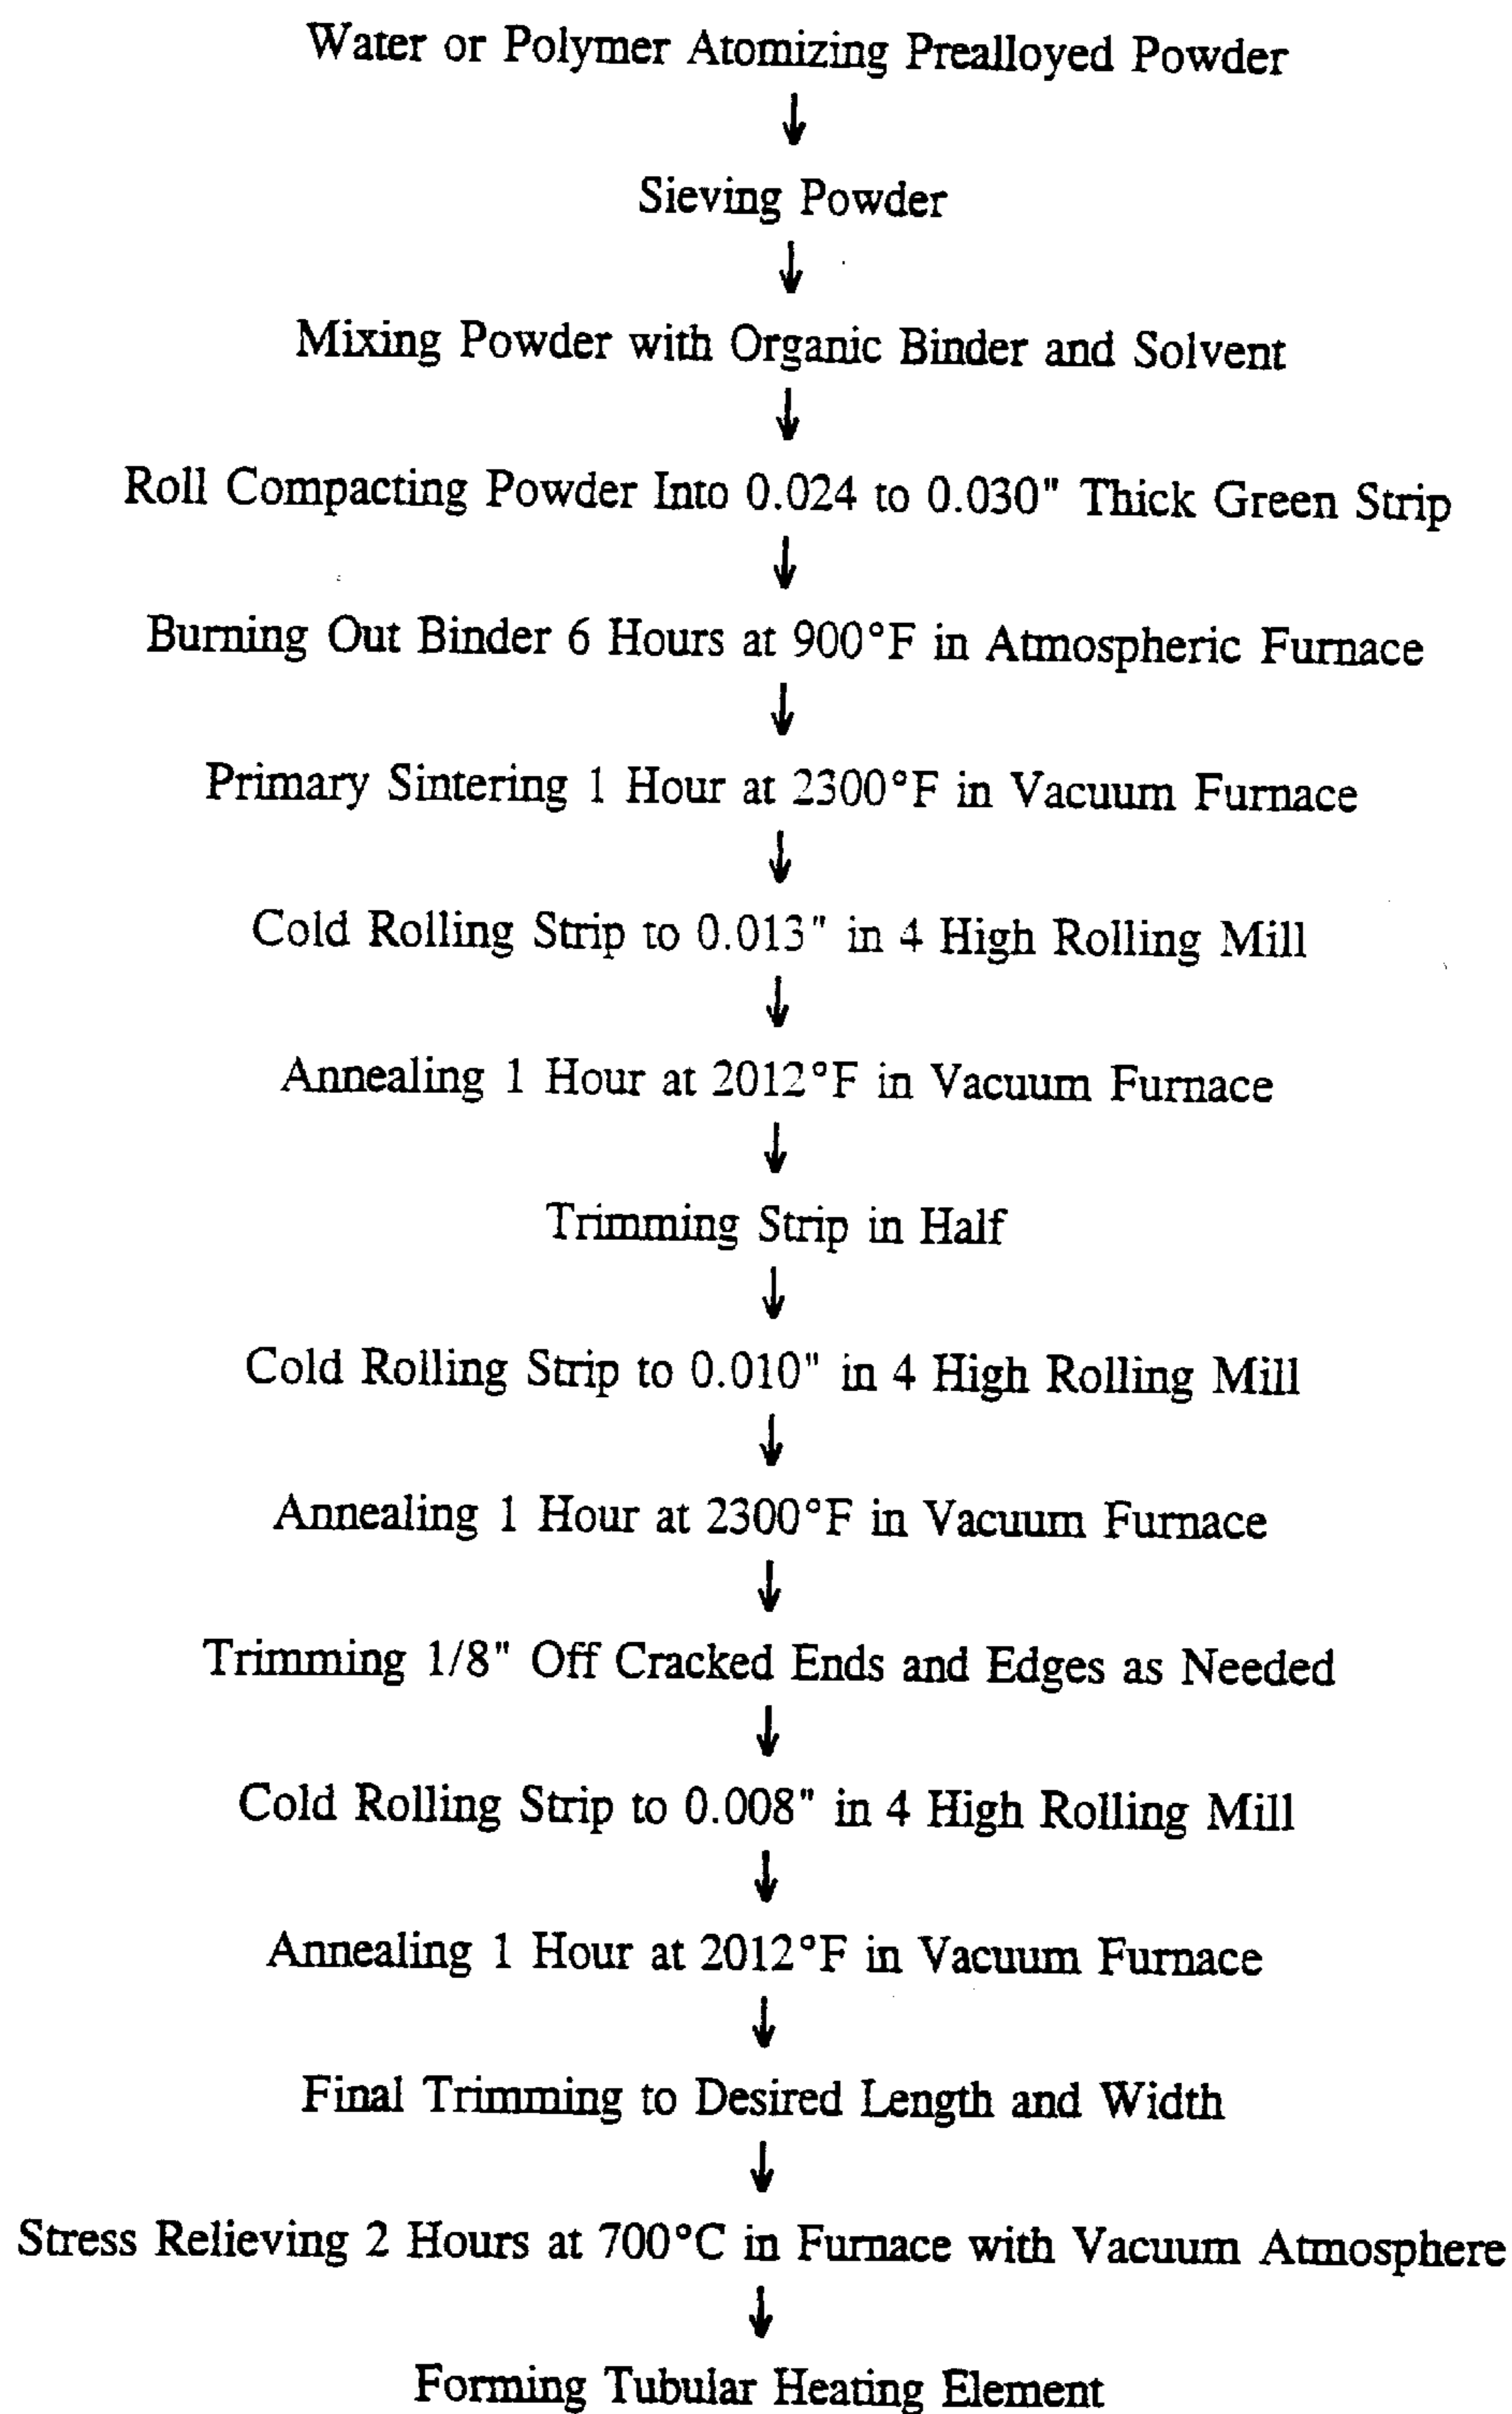 Water or Polymer Atomizing Prealloyed Powder
Sieving Powder
Mixing Powder with Organic Binder and Solvent
Roll Compacting Powder Into 0.024 to 0.030" Thick Green Strip
Burning Out Binder 6 Hours at 900°F in Atmospheric Furnace
Primary Sintering 1 Hour at 2300°F in Vacuum Furnace
Cold Rolling Strip to 0.013" in 4 High Rolling Mill
Annealing 1 Hour at 2012°F in Vacuum Furnace
Trimming Strip in Half
Cold Rolling Strip to 0.010" in 4 High Rolling Mill
Annealing 1 Hour at 2300°F in Vacuum Furnace
Trimming 1/8" Off Cracked Ends and Edges as Needed
Cold Rolling Strip to 0.008" in 4 High Rolling Mill
Annealing 1 Hour at 2012°F in Vacuum Furnace
Final Trimming to Desired Length and Width
Stress Relieving 2 Hours at 700°C in Furnace with Vacuum Atmosphere
Forming Tubular Heating Element